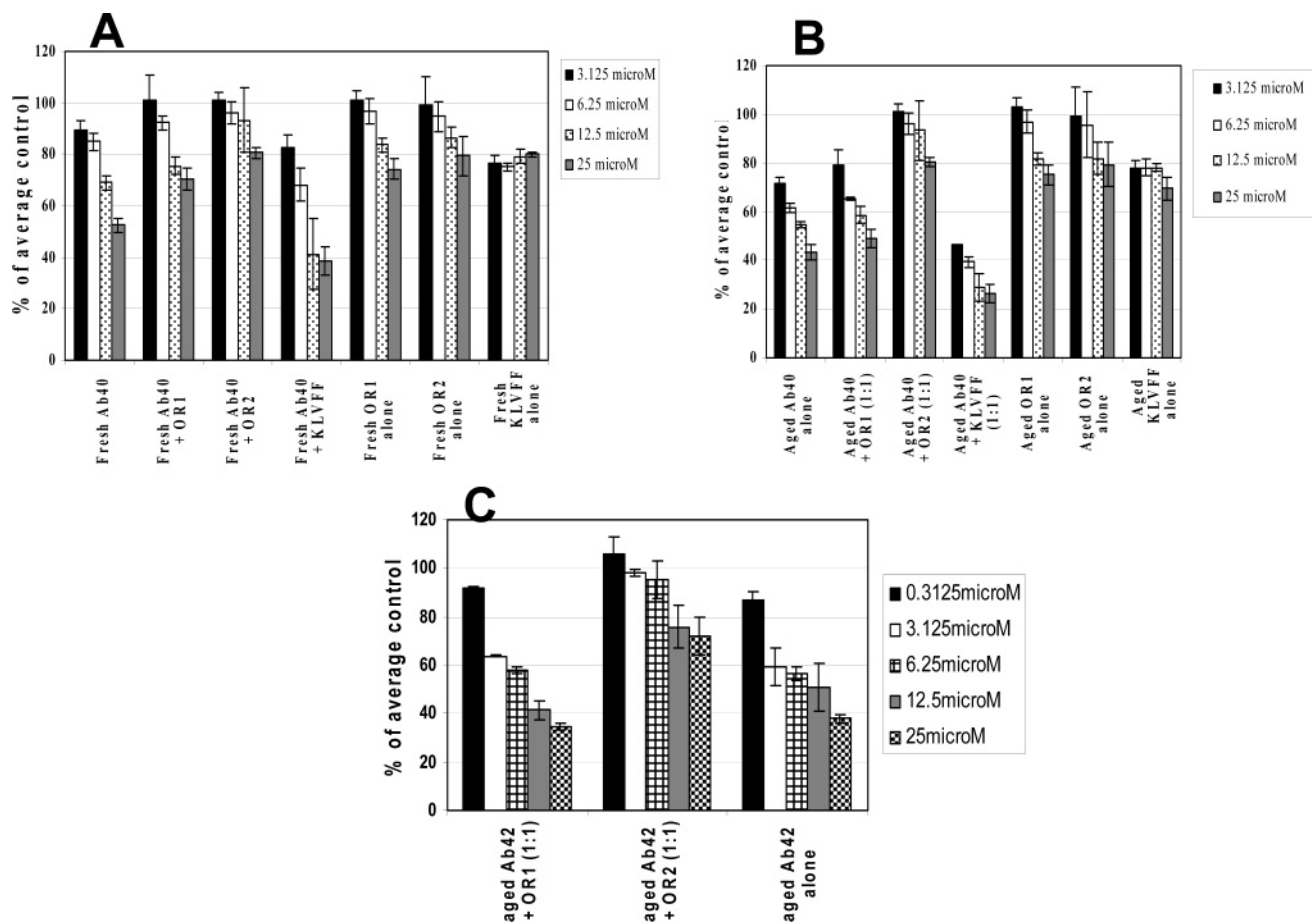 A
% of average control
120
100
80
60
40
20
0
Fresh Ab40
Fresh Ab40
+ OR1
Fresh Ab40
+ OR2
Fresh Ab40
+ KLVFF
Fresh OR1
alone
Fresh OR2
alone
Fresh
KLVFF
alone
3.125 microM
6.25 microM
12.5 microM
25 microM
B
% of average control
120
100
80
60
40
20
0
Aged Ab40
alone
Aged Ab40
+ OR1 (1:1)
Aged Ab40
+ OR2 (1:1)
Aged Ab40
+ KLVFF
(1:1)
Aged OR1
alone
Aged OR2
alone
Aged
KLVFF
alone
3.125 microM
6.25 microM
12.5 microM
25 microM
C
% of average control
120
100
80
60
40
20
0
aged Ab42
+ OR1 (1:1)
aged Ab42
+ OR2 (1:1)
aged Ab42
alone
0.3125microM
3.125microM
6.25microM
12.5microM
25microM